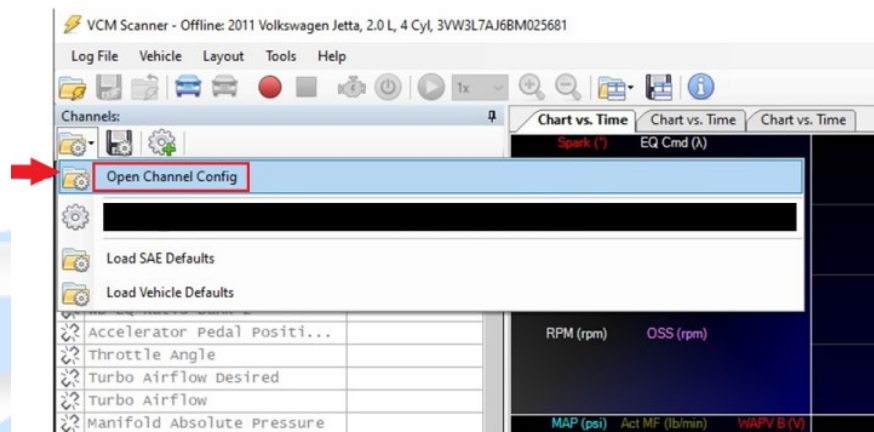 VCM Scanner - Offline: 2011 Volkswagen Jetta, 2.0 L, 4 Cyl, 3VW3L7AJ6BM025681
Log File Vehicle Layout Tools Help
1x
Channels:
Chart vs. Time Chart vs. Time Chart vs. Time
Spark (°) EQ Cmd (λ)
Open Channel Config
Load SAE Defaults
Load Vehicle Defaults
Accelerator Pedal Positi...
RPM (rpm) OSS (rpm)
Throttle Angle
Turbo Airflow Desired
Turbo Airflow
Manifold Absolute Pressure
MAP (psi) Act MF (lb/min) WAPV B (V)